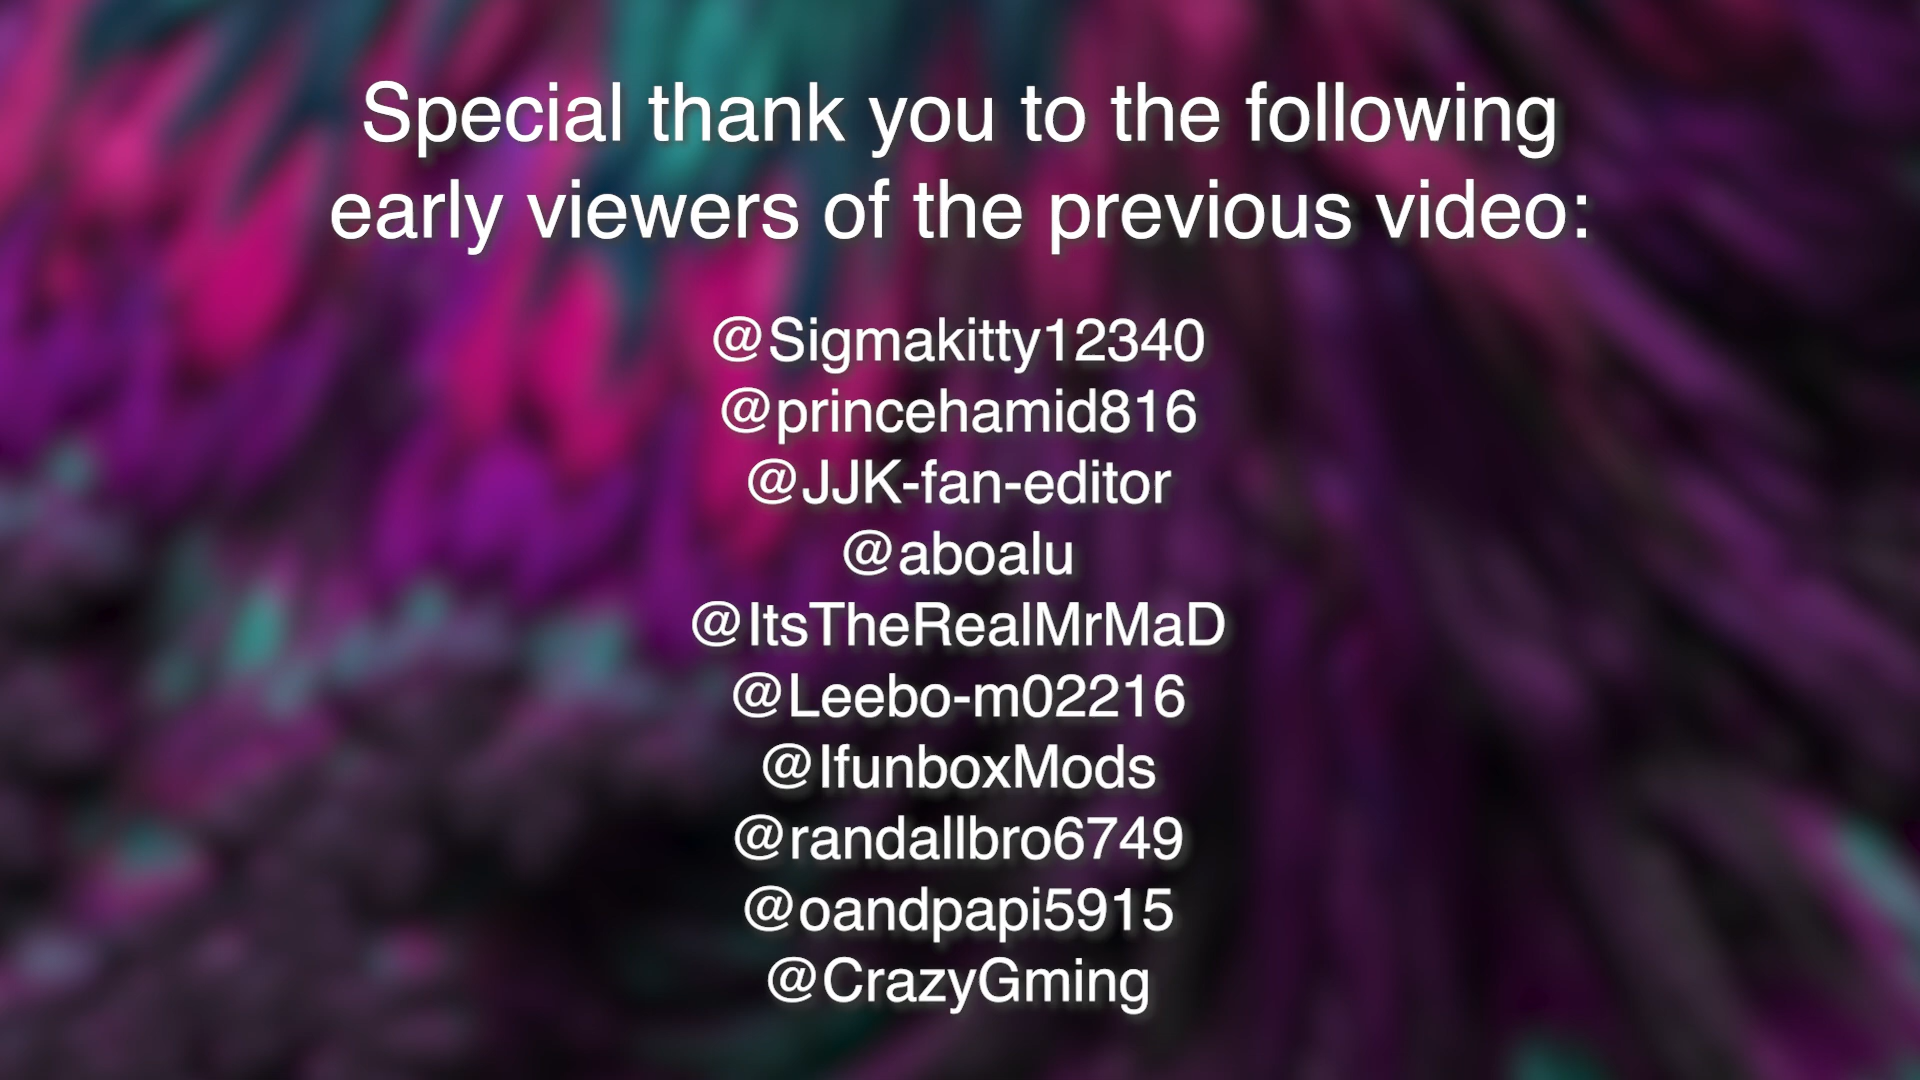 Special thank you to the following
early viewers of the previous video:
@Sigmakitty12340
@princehamid816
@JJK-fan-editor
@aboalu
@ItsTheRealMrMaD
@Leebo-m02216
@IfunboxMods
@randallbro6749
@oandpapi5915
@CrazyGming